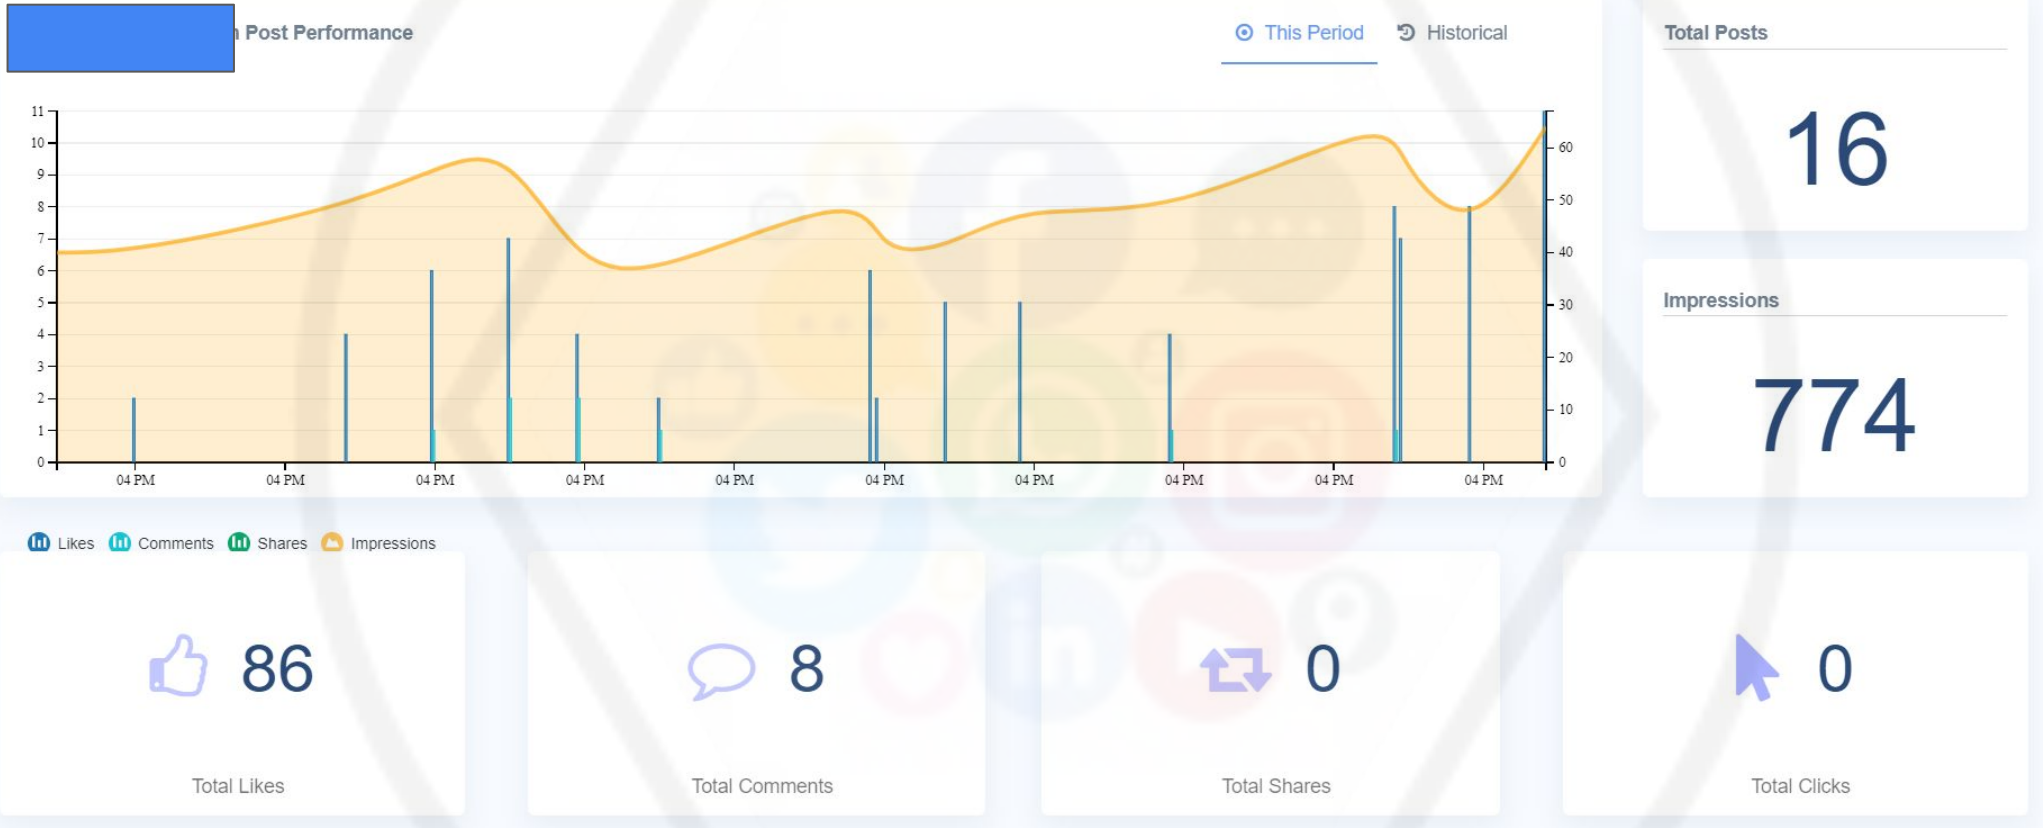 Post Performance
This Period
Historical
Total Posts
16
Impressions
774
11
10
9
8
7
6
5
4
3
2
1
0
60
50
40
30
20
10
0
04 PM 04 PM 04 PM 04 PM 04 PM 04 PM 04 PM 04 PM 04 PM 04 PM
Likes Comments Shares Impressions
86
Total Likes
8
Total Comments
0
Total Shares
0
Total Clicks